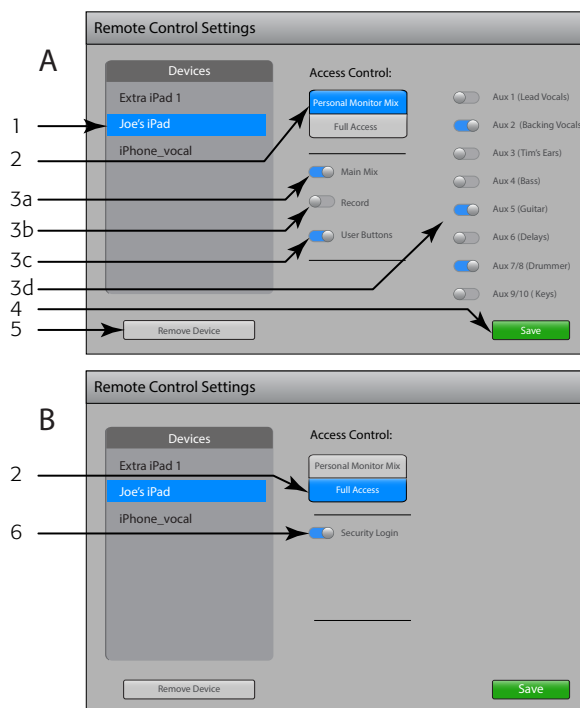 A
Remote Control Settings
Devices
Extra iPad 1
Joe's iPad
iPhone_vocal
Access Control:
Personal Monitor Mix
Full Access
Main Mix
Record
User Buttons
Aux 1 (Lead Vocals)
Aux 2 (Backing Vocals
Aux 3 (Tim's Ears)
Aux 4 (Bass)
Aux 5 (Guitar)
Aux 6 (Delays)
Aux 7/8 (Drummer)
Aux 9/10 ( Keys)
Remove Device
Save
1
2
3a
3b
3c
3d
4
5
B
Remote Control Settings
Devices
Extra iPad 1
Joe's iPad
iPhone_vocal
Access Control:
Personal Monitor Mix
Full Access
Security Login
Remove Device
Save
2
6